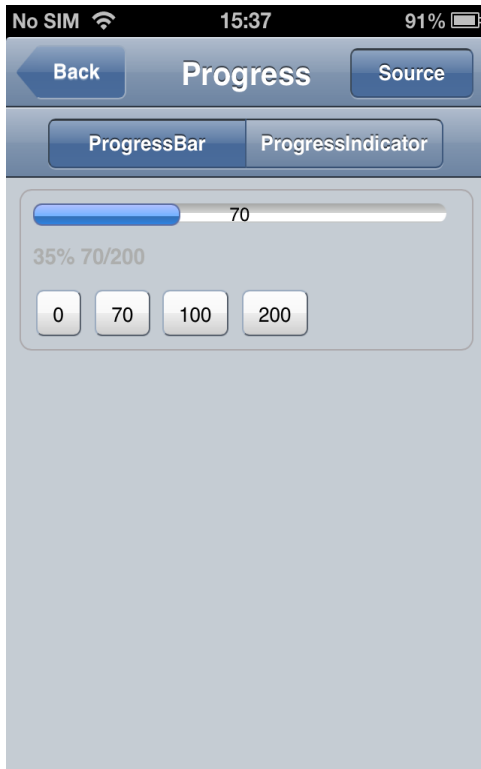 No SIM 15:37 91%
Back Progress Source
ProgressBar ProgressIndicator
70
35% 70/200
0 70 100 200